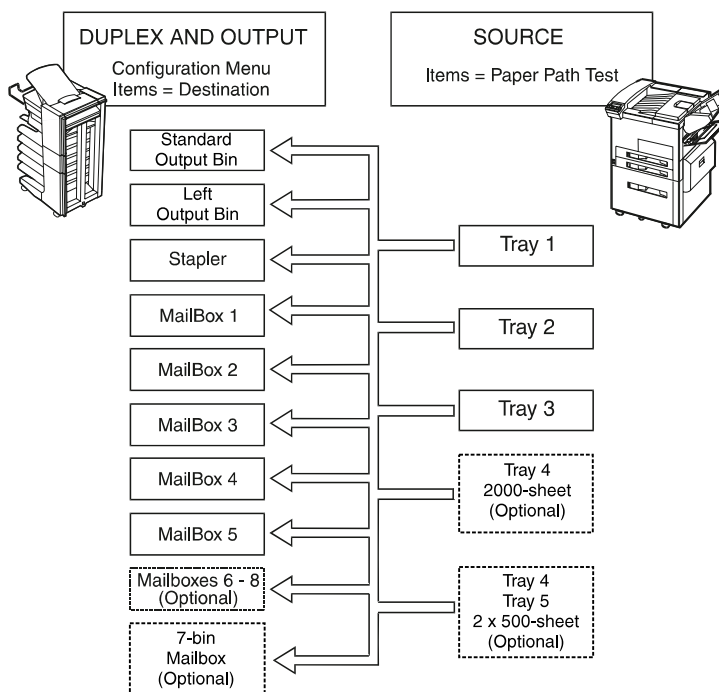 DUPLEX AND OUTPUT
Configuration Menu
Items = Destination
SOURCE
Items = Paper Path Test
Standard
Output Bin
Left
Output Bin
Stapler
MailBox 1
MailBox 2
MailBox 3
MailBox 4
MailBox 5
Mailboxes 6 - 8
(Optional)
7-bin
Mailbox
(Optional)
Tray 1
Tray 2
Tray 3
Tray 4
2000-sheet
(Optional)
Tray 4
Tray 5
2 x 500-sheet
(Optional)